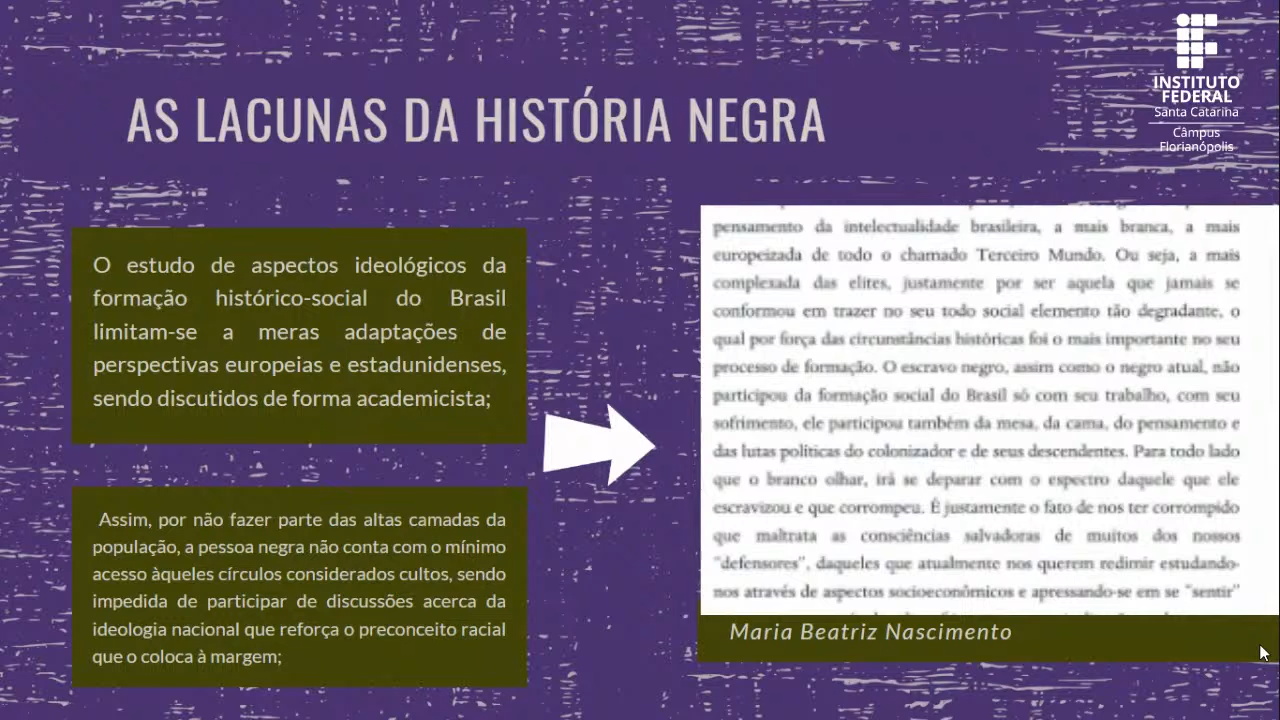 INSTITUTO
FEDERAL
Santa Catarina
Câmpus
Florianópolis
AS LACUNAS DA HISTÓRIA NEGRA
O estudo de aspectos ideológicos da
formação histórico-social do Brasil
limitam-se a meras adaptações de
perspectivas europeias e estadunidenses,
sendo discutidos de forma academicista;
Assim, por não fazer parte das altas camadas da
população, a pessoa negra não conta com o mínimo
acesso àqueles círculos considerados cultos, sendo
impedida de participar de discussões acerca da
ideologia nacional que reforça o preconceito racial
que o coloca à margem;
pensamento da intelectualidade brasileira, a mais branca, a mais
europeizada de todo o chamado Terceiro Mundo. Ou seja, a mais
complexada das elites, justamente por ser aquela que jamais se
conformou em trazer no seu todo social elemento tão degradante, o
qual por força das circunstâncias históricas foi o mais importante no seu
processo de formação. O escravo negro, assim como o negro atual, não
participou da formação social do Brasil só com seu trabalho, com seu
sofrimento, ele participou também da mesa, da cama, do pensamento e
das lutas políticas do colonizador e de seus descendentes. Para todo lado
que o branco olhar, irá se deparar com o espectro daquele que ele
escravizou e que corrompeu. É justamente o fato de nos ter corrompido
que maltrata as consciências salvadoras de muitos dos nossos
"defensores", daqueles que atualmente nos querem redimir estudando-
nos através de aspectos socioeconômicos e apressando-se em se "sentir"
Maria Beatriz Nascimento